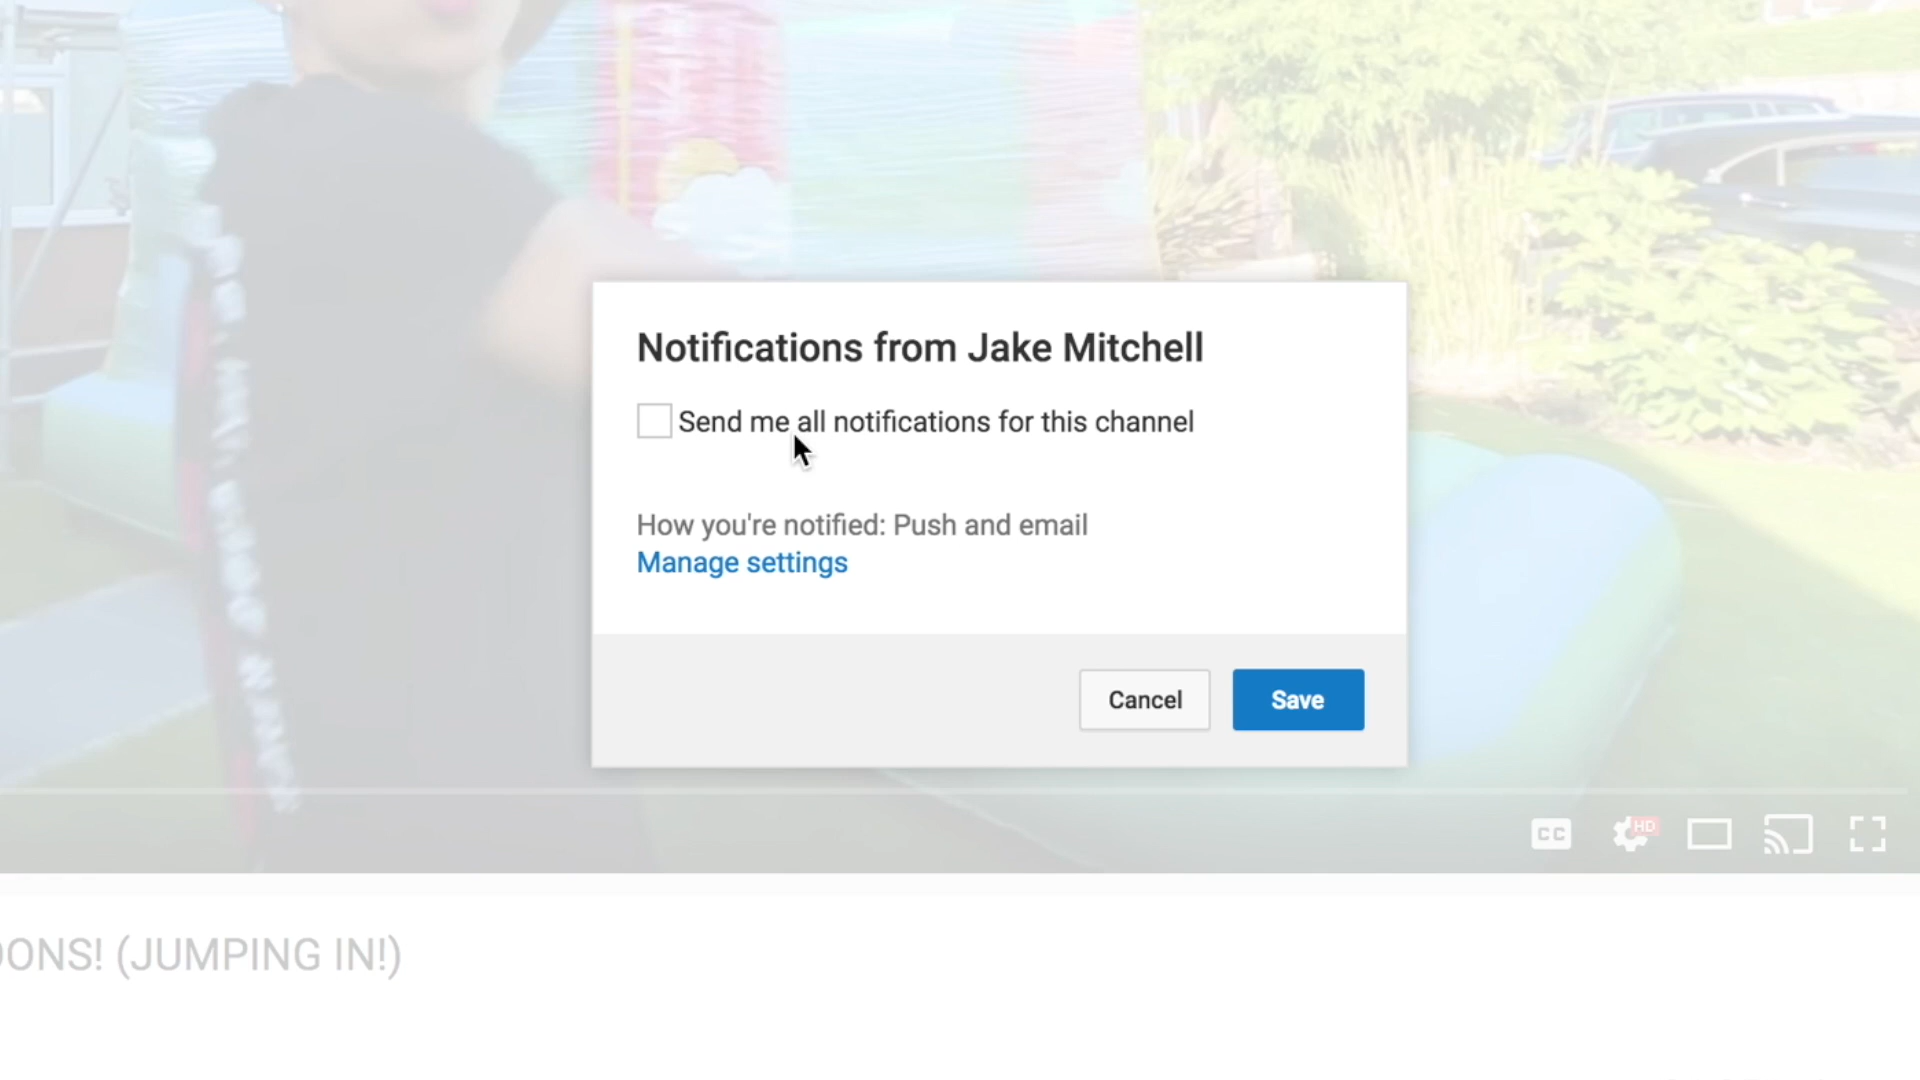 Notifications from Jake Mitchell
Send me all notifications for this channel
How you're notified: Push and email
Manage settings
Cancel
Save
CC
HD
(JUMPING IN!)